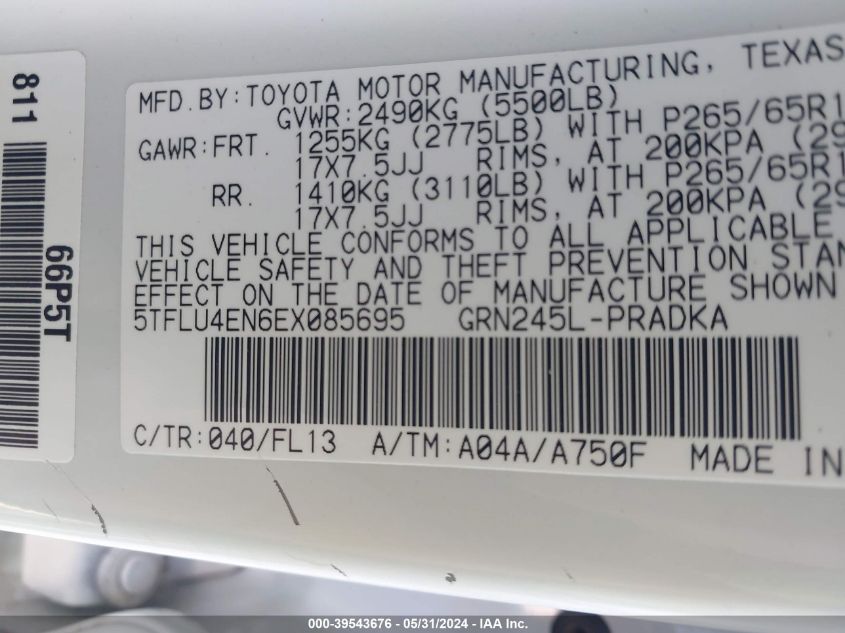 811
66P5T
MFD.BY:TOYOTA MOTOR MANUFACTURING, TEXAS
GVWR:2490KG (5500LB)
GAWR:FRT. 1255KG (2775LB) WITH P265/65R1
17X7.5JJ RIMS, AT 200KPA (29
RR. 1410KG (3110LB) WITH P265/65R1
17X7.5JJ RIMS, AT 200KPA (29
THIS VEHICLE CONFORMS TO ALL APPLICABLE
VEHICLE SAFETY AND THEFT PREVENTION STAN
EFFECT ON THE DATE OF MANUFACTURE SHOWN
5TFLU4EN6EX085695 GRN245L-PRADKA
C/TR:040/FL13 A/TM:A04A/A750F MADE IN
000-39543676 — 05/31/2024 — IAA Inc.